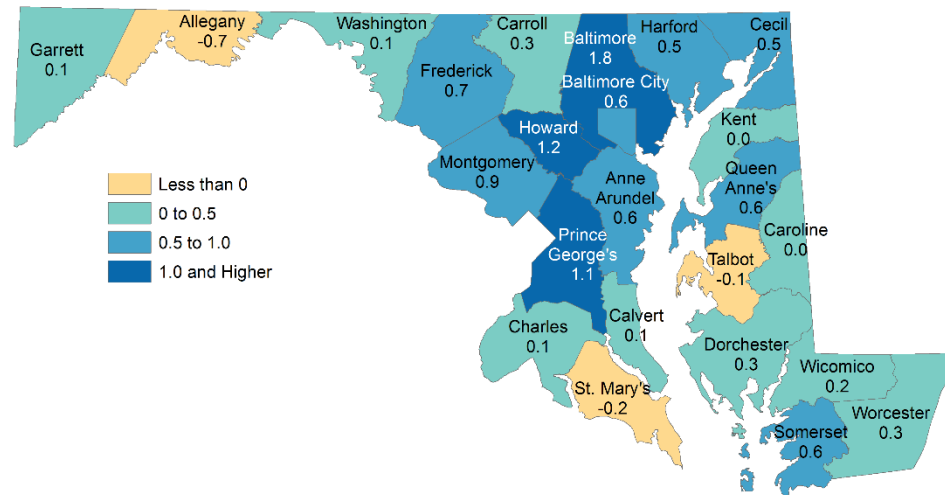 Garrett
0.1
Allegany
-0.7
Washington
0.1
Frederick
0.7
Carroll
0.3
Baltimore
1.8
Baltimore City
0.6
Harford
0.5
Cecil
0.5
Howard
1.2
Montgomery
0.9
Anne
Arundel
0.6
Kent
0.0
Queen
Anne's
0.6
Caroline
0.0
Talbot
-0.1
Prince
George's
1.1
Charles
0.1
Calvert
0.1
St. Mary's
-0.2
Dorchester
0.3
Wicomico
0.2
Worcester
0.3
Somerset
0.6
Less than 0
0 to 0.5
0.5 to 1.0
1.0 and Higher